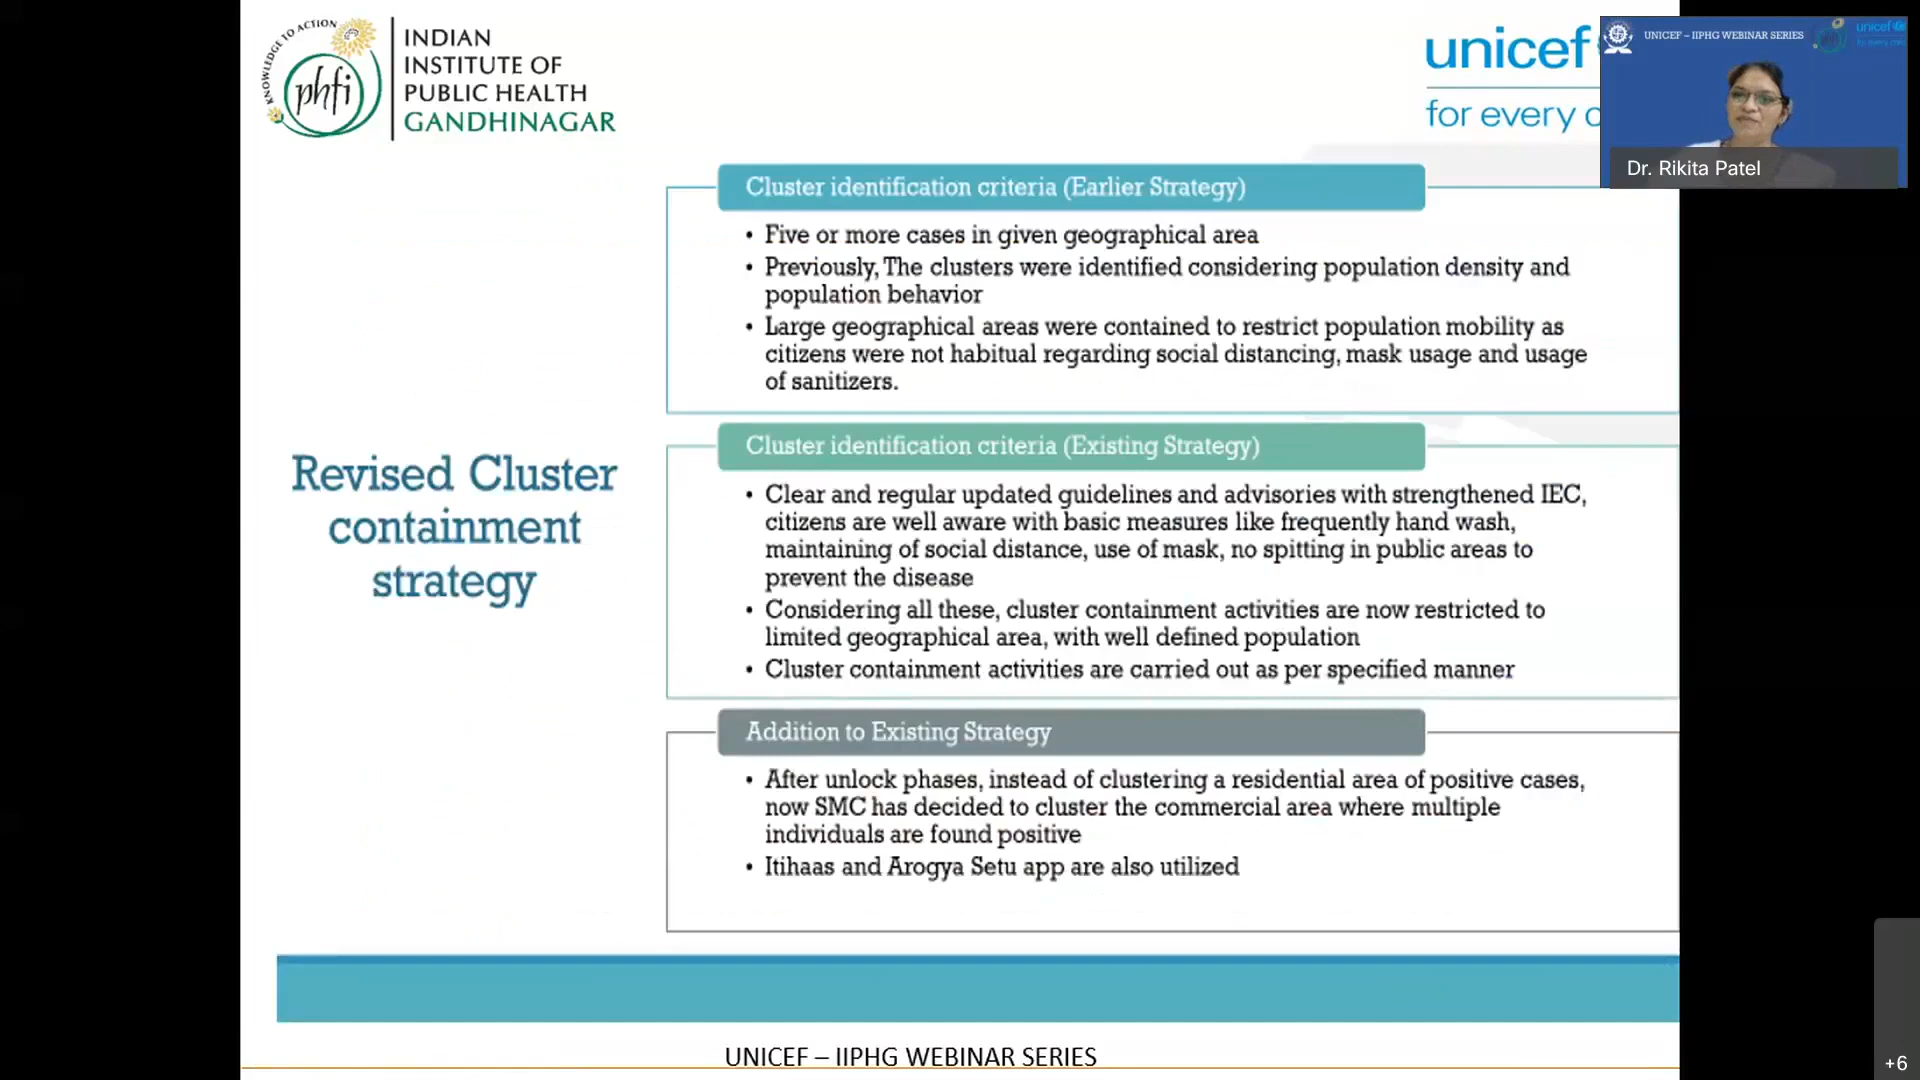 KNOWLEDGE TO ACTION
phfi
INDIAN
INSTITUTE OF
PUBLIC HEALTH
GANDHINAGAR
unicef
for every c
UNICEF – IIPHG WEBINAR SERIES
unicef
for every child
Dr. Rikita Patel
Revised Cluster
containment
strategy
Cluster identification criteria (Earlier Strategy)
• Five or more cases in given geographical area
• Previously, The clusters were identified considering population density and
population behavior
• Large geographical areas were contained to restrict population mobility as
citizens were not habitual regarding social distancing, mask usage and usage
of sanitizers.
Cluster identification criteria (Existing Strategy)
• Clear and regular updated guidelines and advisories with strengthened IEC,
citizens are well aware with basic measures like frequently hand wash,
maintaining of social distance, use of mask, no spitting in public areas to
prevent the disease
• Considering all these, cluster containment activities are now restricted to
limited geographical area, with well defined population
• Cluster containment activities are carried out as per specified manner
Addition to Existing Strategy
• After unlock phases, instead of clustering a residential area of positive cases,
now SMC has decided to cluster the commercial area where multiple
individuals are found positive
• Itihaas and Arogya Setu app are also utilized
UNICEF – IIPHG WEBINAR SERIES
+6